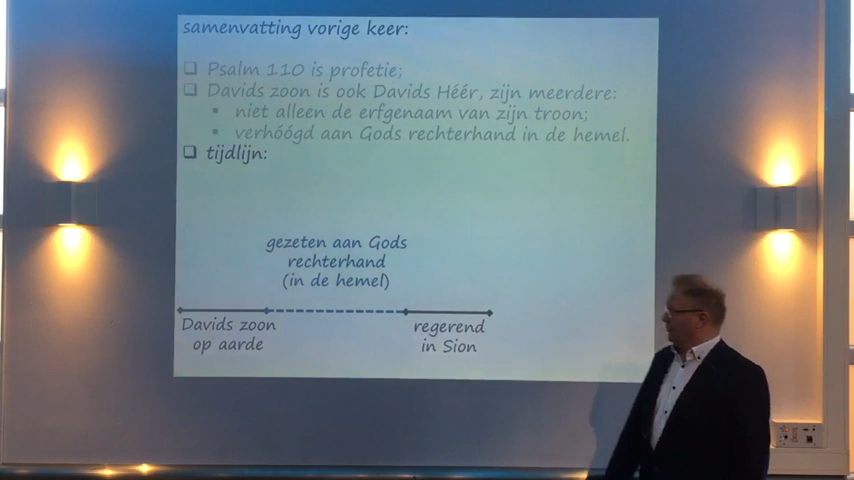 samenvatting vorige keer:
❑ Psalm 110 is profetie;
❑ Davids zoon is ook Davids Héér, zijn meerdere:
▪ niet alleen de erfgenaam van zijn troon;
▪ verhóógd aan Gods rechterhand in de hemel.
❑ tijdlijn:
gezeten aan Gods
rechterhand
(in de hemel)
Davids zoon
op aarde
regerend
in Sion